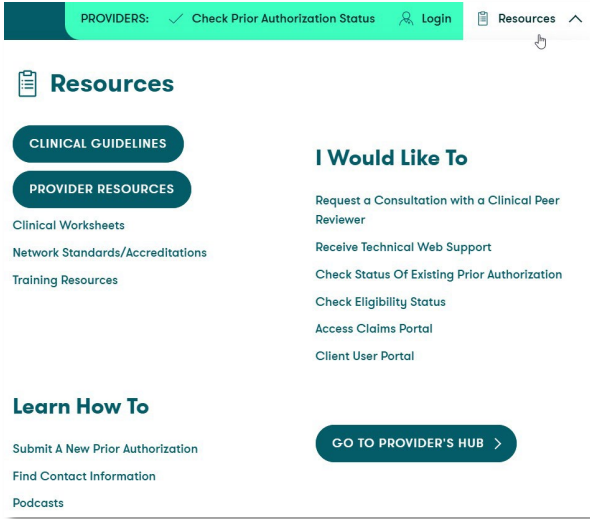 PROVIDERS: Check Prior Authorization Status Login Resources
Resources
CLINICAL GUIDELINES
PROVIDER RESOURCES
Clinical Worksheets
Network Standards/Accreditations
Training Resources
I Would Like To
Request a Consultation with a Clinical Peer
Reviewer
Receive Technical Web Support
Check Status Of Existing Prior Authorization
Check Eligibility Status
Access Claims Portal
Client User Portal
Learn How To
Submit A New Prior Authorization
Find Contact Information
Podcasts
GO TO PROVIDER'S HUB